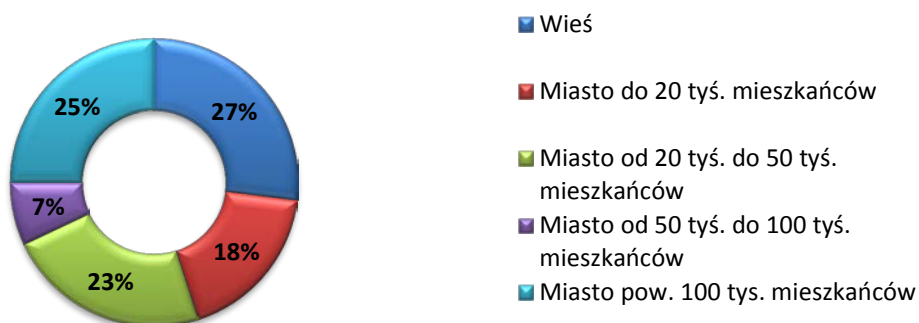 25%
27%
7%
18%
23%
Wieś
Miasto do 20 tyś. mieszkańców
Miasto od 20 tyś. do 50 tyś.
mieszkańców
Miasto od 50 tyś. do 100 tyś.
mieszkańców
Miasto pow. 100 tys. mieszkańców